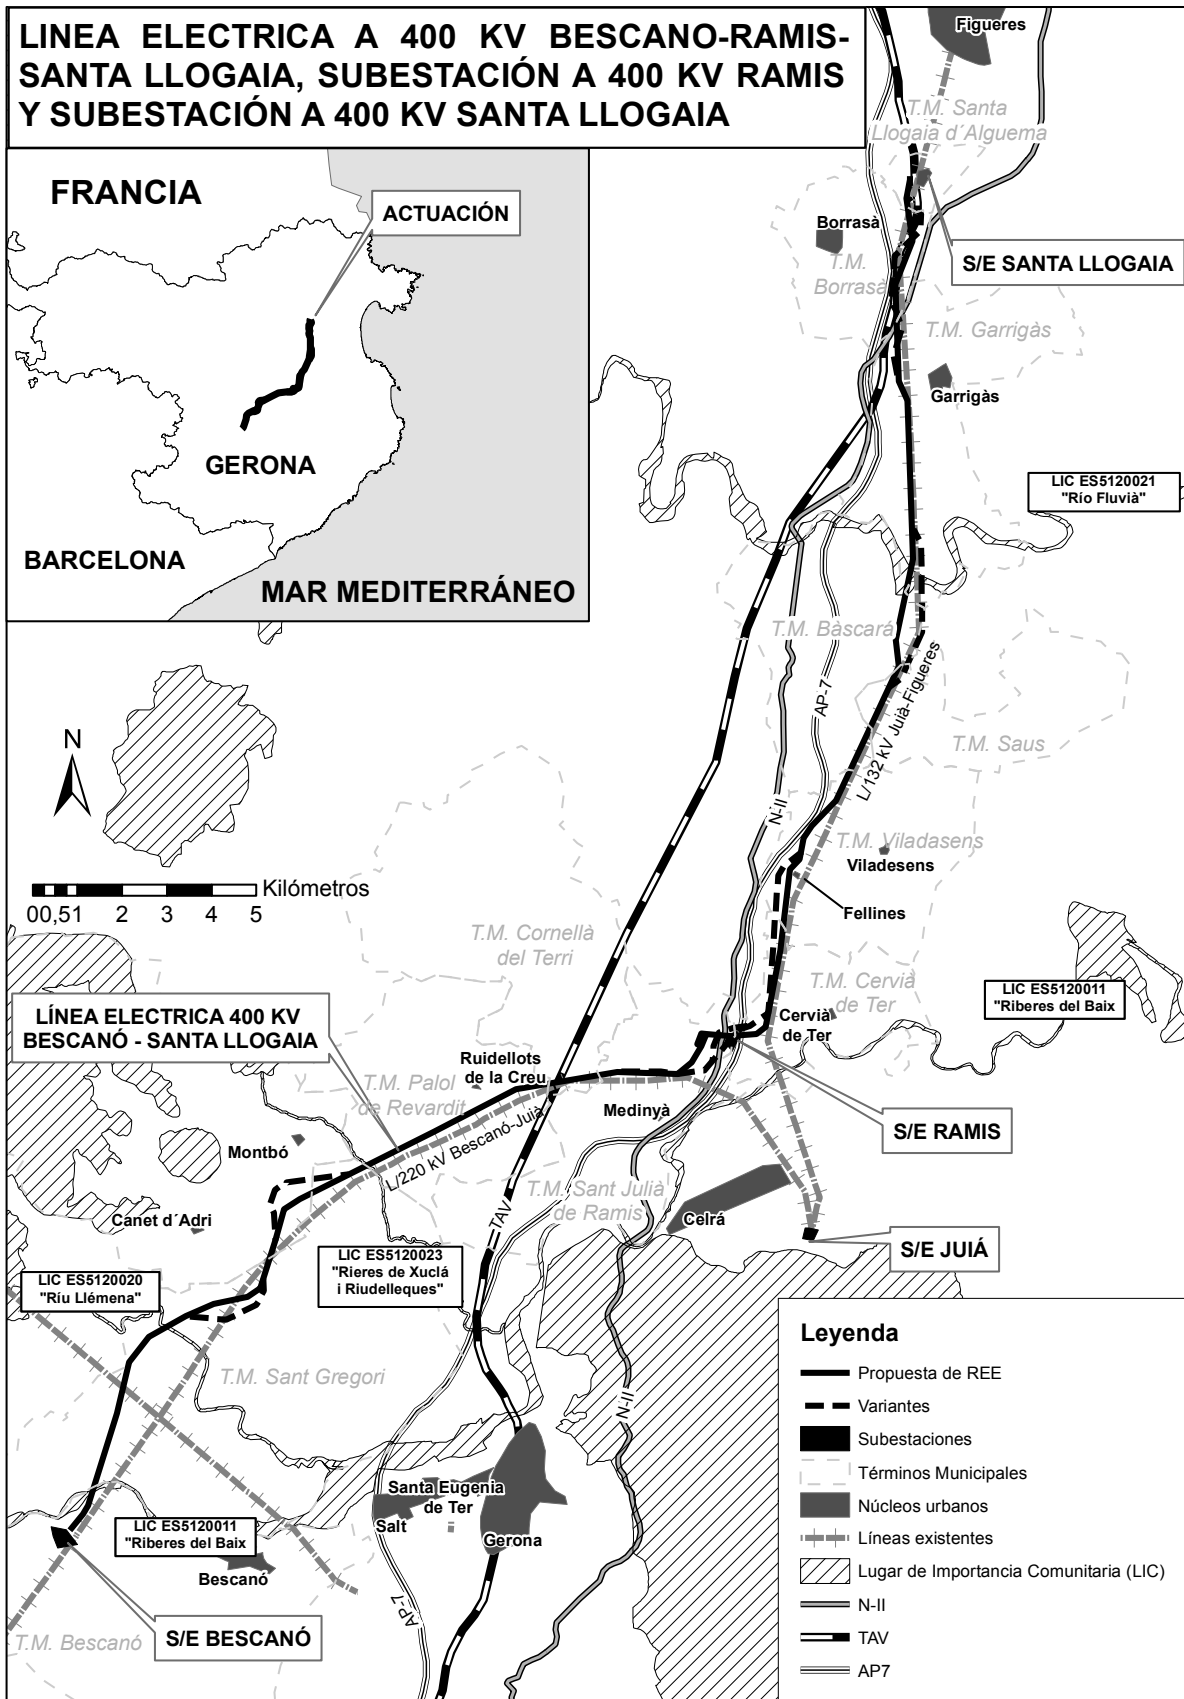 LINEA ELECTRICA A 400 KV BESCANO-RAMIS-
SANTA LLOGAIA, SUBESTACIÓN A 400 KV RAMIS
Y SUBESTACIÓN A 400 KV SANTA LLOGAIA
FRANCIA
ACTUACIÓN
GERONA
BARCELONA
MAR MEDITERRÁNEO
Figueres
T.M. Santa
Llogaia d´Alguema
Borrasà
T.M.
Borrasà
S/E SANTA LLOGAIA
T.M. Garrigàs
Garrigàs
LIC ES5120021
"Río Fluvià"
T.M. Bàscará
AP-7
L/132 kV Juià-Figueres
T.M. Saus
N-II
T.M. Viladasens
Viladesens
Fellines
N
Kilómetros
00,51 2 3 4 5
T.M. Cornellà
del Terri
T.M. Cervià
de Ter
LIC ES5120011
"Riberes del Baix
Cervià
de Ter
LÍNEA ELECTRICA 400 KV
BESCANÓ - SANTA LLOGAIA
Ruidellots
de la Creu
T.M. Palol
de Revardit
Medinyà
S/E RAMIS
Montbó
L/220 kV Bescanó-Juià
T.M. Sant Julià
de Ramis
Celrá
Canet d´Adri
TAV
S/E JUIÁ
LIC ES5120023
"Rieres de Xuclá
i Riudelleques"
LIC ES5120020
"Ríu Llémena"
T.M. Sant Gregori
N-II
Santa Eugenia
de Ter
Salt
Gerona
LIC ES5120011
"Riberes del Baix
Bescanó
AP-7
T.M. Bescanó
S/E BESCANÓ
Leyenda
Propuesta de REE
Variantes
Subestaciones
Términos Municipales
Núcleos urbanos
Líneas existentes
Lugar de Importancia Comunitaria (LIC)
N-II
TAV
AP7